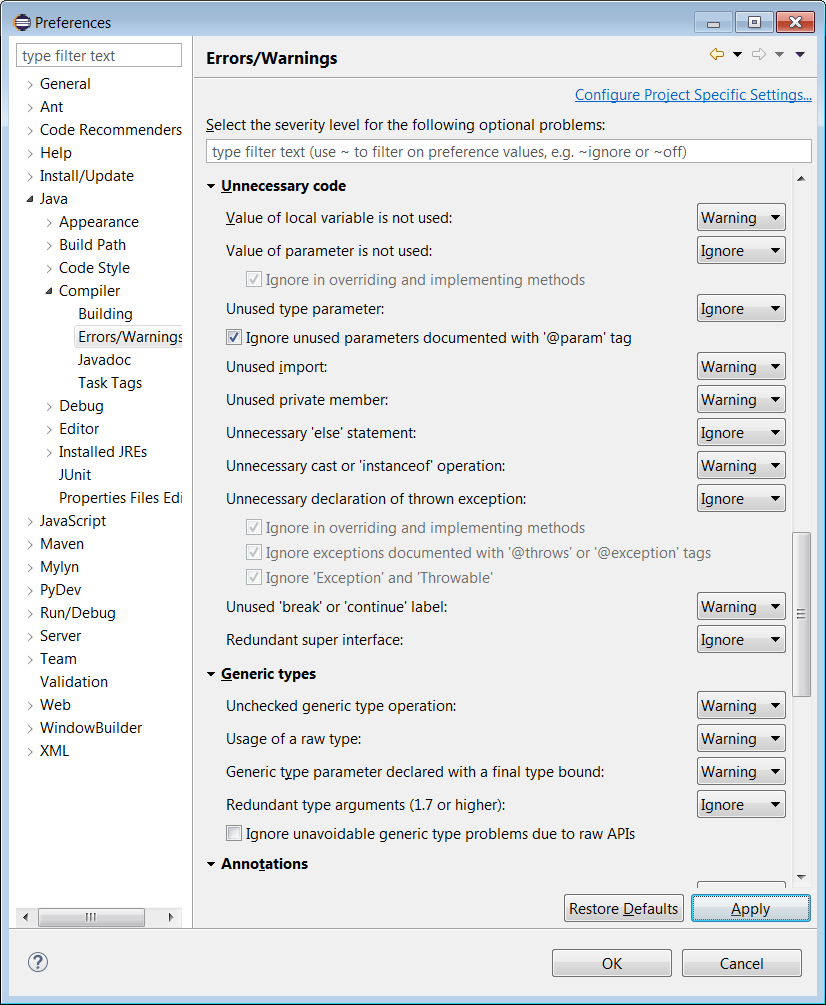 Preferences
type filter text
General
Ant
Code Recommenders
Help
Install/Update
Java
Appearance
Build Path
Code Style
Compiler
Building
Errors/Warnings
Javadoc
Task Tags
Debug
Editor
Installed JREs
JUnit
Properties Files Edi
JavaScript
Maven
Mylyn
PyDev
Run/Debug
Server
Team
Validation
Web
WindowBuilder
XML
Errors/Warnings
Configure Project Specific Settings...
Select the severity level for the following optional problems:
type filter text (use ~ to filter on preference values, e.g. ~ignore or ~off)
Unnecessary code
Value of local variable is not used: Warning
Value of parameter is not used: Ignore
Ignore in overriding and implementing methods
Unused type parameter: Ignore
Ignore unused parameters documented with '@param' tag
Unused import: Warning
Unused private member: Warning
Unnecessary 'else' statement: Ignore
Unnecessary cast or 'instanceof' operation: Warning
Unnecessary declaration of thrown exception: Ignore
Ignore in overriding and implementing methods
Ignore exceptions documented with '@throws' or '@exception' tags
Ignore 'Exception' and 'Throwable'
Unused 'break' or 'continue' label: Warning
Redundant super interface: Ignore
Generic types
Unchecked generic type operation: Warning
Usage of a raw type: Warning
Generic type parameter declared with a final type bound: Warning
Redundant type arguments (1.7 or higher): Ignore
Ignore unavoidable generic type problems due to raw APIs
Annotations
Restore Defaults Apply
? OK Cancel